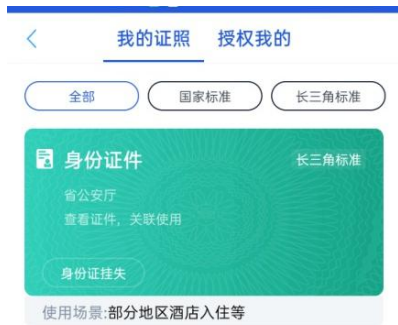 我的证照 授权我的
全部 国家标准 长三角标准
身份证件 长三角标准
省公安厅
查看证件，关联使用
身份证挂失
使用场景:部分地区酒店入住等